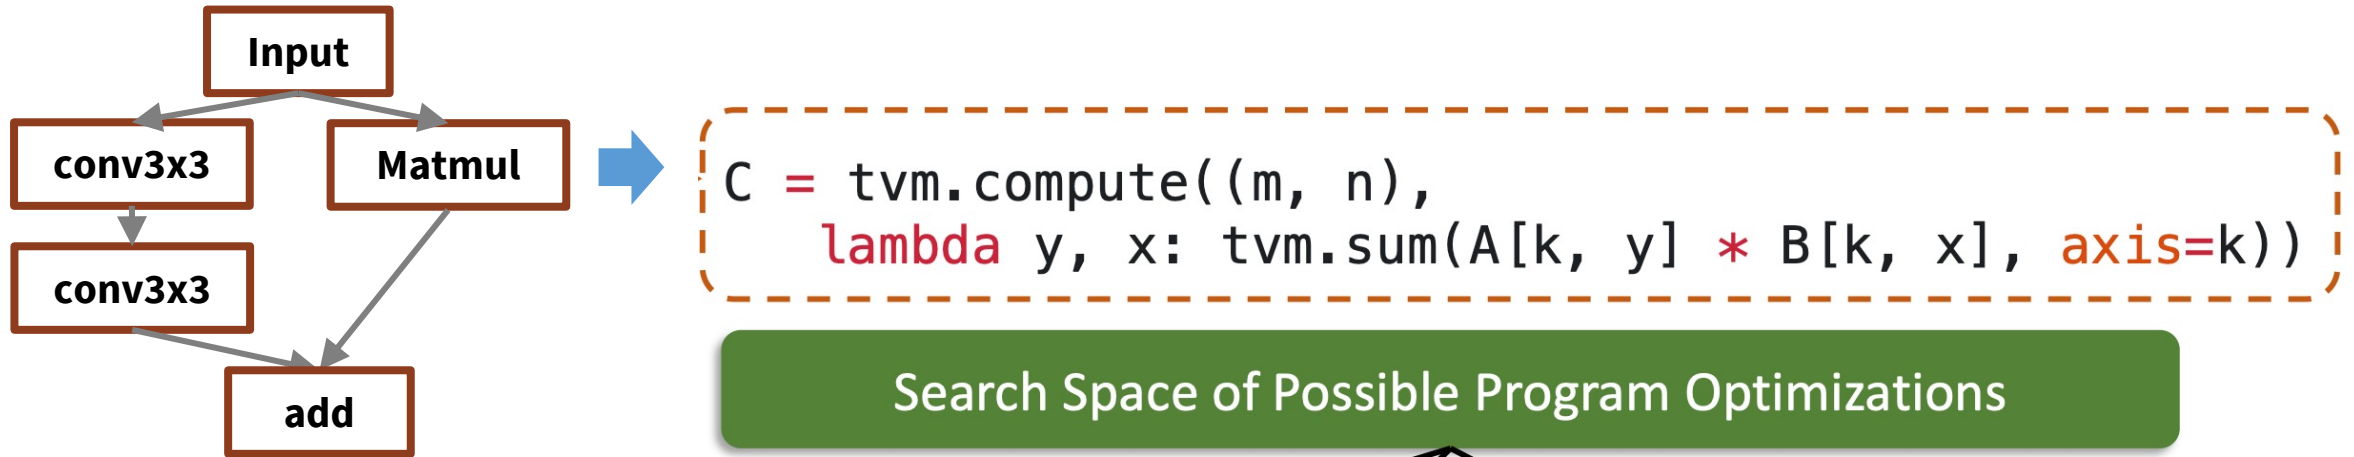 Input
conv3x3
Matmul
conv3x3
add
C = tvm.compute((m, n),
lambda y, x: tvm.sum(A[k, y] * B[k, x], axis=k))
Search Space of Possible Program Optimizations